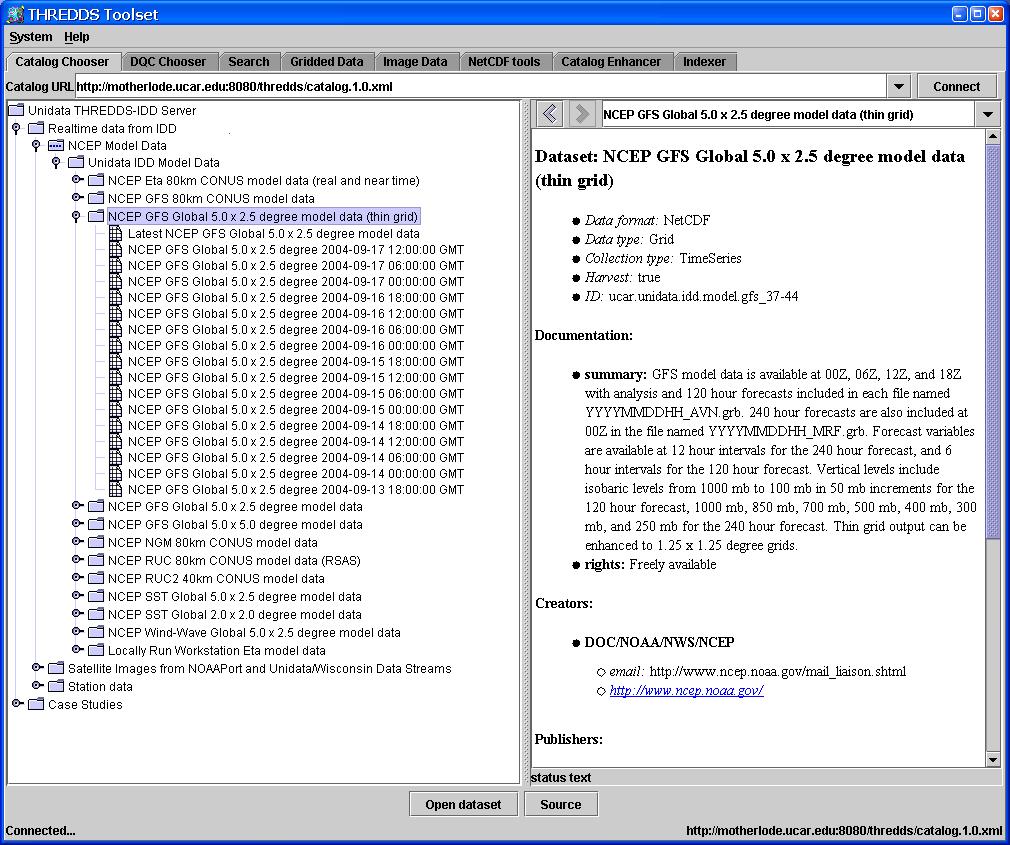 THREDDS Toolset
System Help
Catalog Chooser DQC Chooser Search Gridded Data Image Data NetCDF tools Catalog Enhancer Indexer
Catalog URL http://motherlode.ucar.edu:8080/thredds/catalog.1.0.xml Connect
Unidata THREDDS-IDD Server
Realtime data from IDD
NCEP Model Data
Unidata IDD Model Data
NCEP Eta 80km CONUS model data (real and near time)
NCEP GFS 80km CONUS model data
NCEP GFS Global 5.0 x 2.5 degree model data (thin grid)
Latest NCEP GFS Global 5.0 x 2.5 degree model data
NCEP GFS Global 5.0 x 2.5 degree 2004-09-17 12:00:00 GMT
NCEP GFS Global 5.0 x 2.5 degree 2004-09-17 06:00:00 GMT
NCEP GFS Global 5.0 x 2.5 degree 2004-09-17 00:00:00 GMT
NCEP GFS Global 5.0 x 2.5 degree 2004-09-16 18:00:00 GMT
NCEP GFS Global 5.0 x 2.5 degree 2004-09-16 12:00:00 GMT
NCEP GFS Global 5.0 x 2.5 degree 2004-09-16 06:00:00 GMT
NCEP GFS Global 5.0 x 2.5 degree 2004-09-16 00:00:00 GMT
NCEP GFS Global 5.0 x 2.5 degree 2004-09-15 18:00:00 GMT
NCEP GFS Global 5.0 x 2.5 degree 2004-09-15 12:00:00 GMT
NCEP GFS Global 5.0 x 2.5 degree 2004-09-15 06:00:00 GMT
NCEP GFS Global 5.0 x 2.5 degree 2004-09-15 00:00:00 GMT
NCEP GFS Global 5.0 x 2.5 degree 2004-09-14 18:00:00 GMT
NCEP GFS Global 5.0 x 2.5 degree 2004-09-14 12:00:00 GMT
NCEP GFS Global 5.0 x 2.5 degree 2004-09-14 06:00:00 GMT
NCEP GFS Global 5.0 x 2.5 degree 2004-09-14 00:00:00 GMT
NCEP GFS Global 5.0 x 2.5 degree 2004-09-13 18:00:00 GMT
NCEP GFS Global 5.0 x 2.5 degree model data
NCEP GFS Global 5.0 x 5.0 degree model data
NCEP NGM 80km CONUS model data
NCEP RUC 80km CONUS model data (RSAS)
NCEP RUC2 40km CONUS model data
NCEP SST Global 5.0 x 2.5 degree model data
NCEP SST Global 2.0 x 2.0 degree model data
NCEP Wind-Wave Global 5.0 x 2.5 degree model data
Locally Run Workstation Eta model data
Satellite Images from NOAAPort and Unidata/Wisconsin Data Streams
Station data
Case Studies
NCEP GFS Global 5.0 x 2.5 degree model data (thin grid)
Dataset: NCEP GFS Global 5.0 x 2.5 degree model data
(thin grid)
Data format: NetCDF
Data type: Grid
Collection type: TimeSeries
Harvest: true
ID: ucar.unidata.idd.model.gfs_37-44
Documentation:
summary: GFS model data is available at 00Z, 06Z, 12Z, and 18Z
with analysis and 120 hour forecasts included in each file named
YYYYMMDDHH_AVN.grb. 240 hour forecasts are also included at
00Z in the file named YYYYMMDDHH_MRF.grb. Forecast variables
are available at 12 hour intervals for the 240 hour forecast, and 6
hour intervals for the 120 hour forecast. Vertical levels include
isobaric levels from 1000 mb to 100 mb in 50 mb increments for the
120 hour forecast, 1000 mb, 850 mb, 700 mb, 500 mb, 400 mb, 300
mb, and 250 mb for the 240 hour forecast. Thin grid output can be
enhanced to 1.25 x 1.25 degree grids.
rights: Freely available
Creators:
DOC/NOAA/NWS/NCEP
email: http://www.ncep.noaa.gov/mail_liaison.shtml
http://www.ncep.noaa.gov/
Publishers:
status text
Open dataset Source
Connected... http://motherlode.ucar.edu:8080/thredds/catalog.1.0.xml